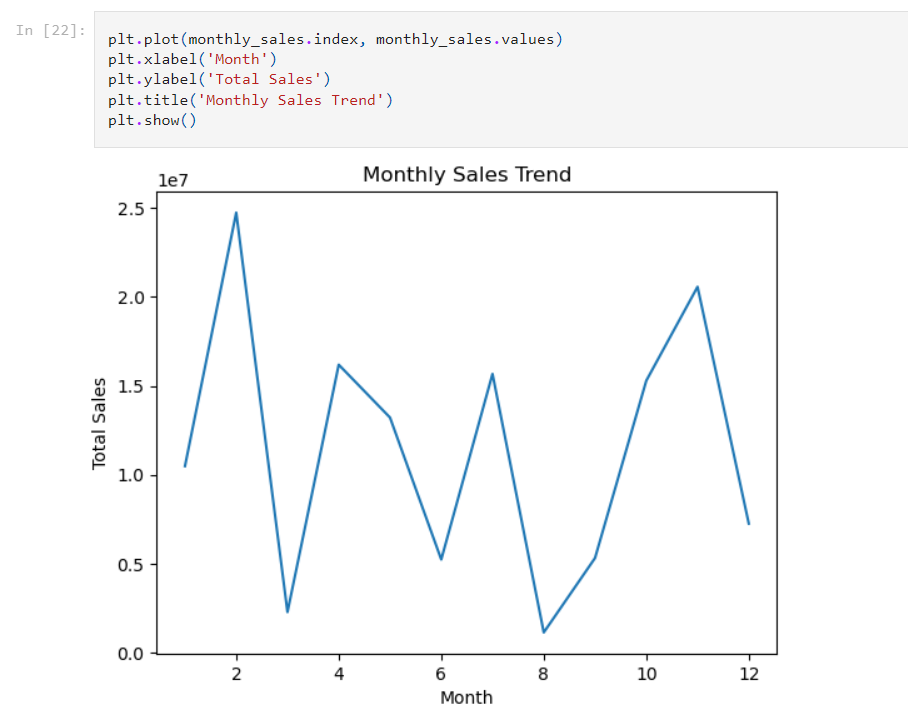 In [22]:
plt.plot(monthly_sales.index, monthly_sales.values)
plt.xlabel('Month')
plt.ylabel('Total Sales')
plt.title('Monthly Sales Trend')
plt.show()
Monthly Sales Trend
1e7
2.5
2.0
1.5
1.0
0.5
0.0
Total Sales
2 4 6 8 10 12
Month